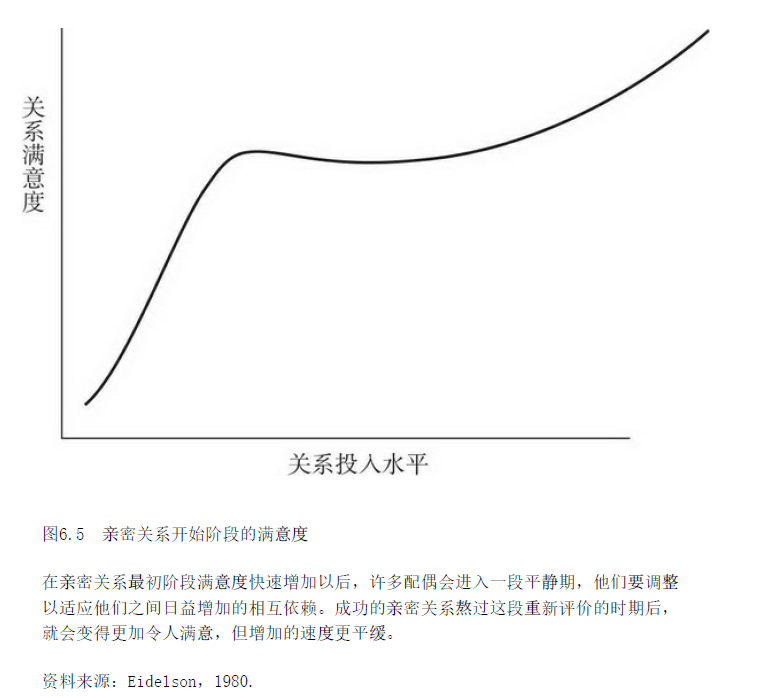 关系满意度
关系投入水平
图6.5 亲密关系开始阶段的满意度
在亲密关系最初阶段满意度快速增加以后，许多配偶会进入一段平静期，他们要调整
以适应他们之间日益增加的相互依赖。成功的亲密关系熬过这段重新评价的时期后，
就会变得更加令人满意，但增加的速度更平缓。
资料来源：Eidelson，1980.